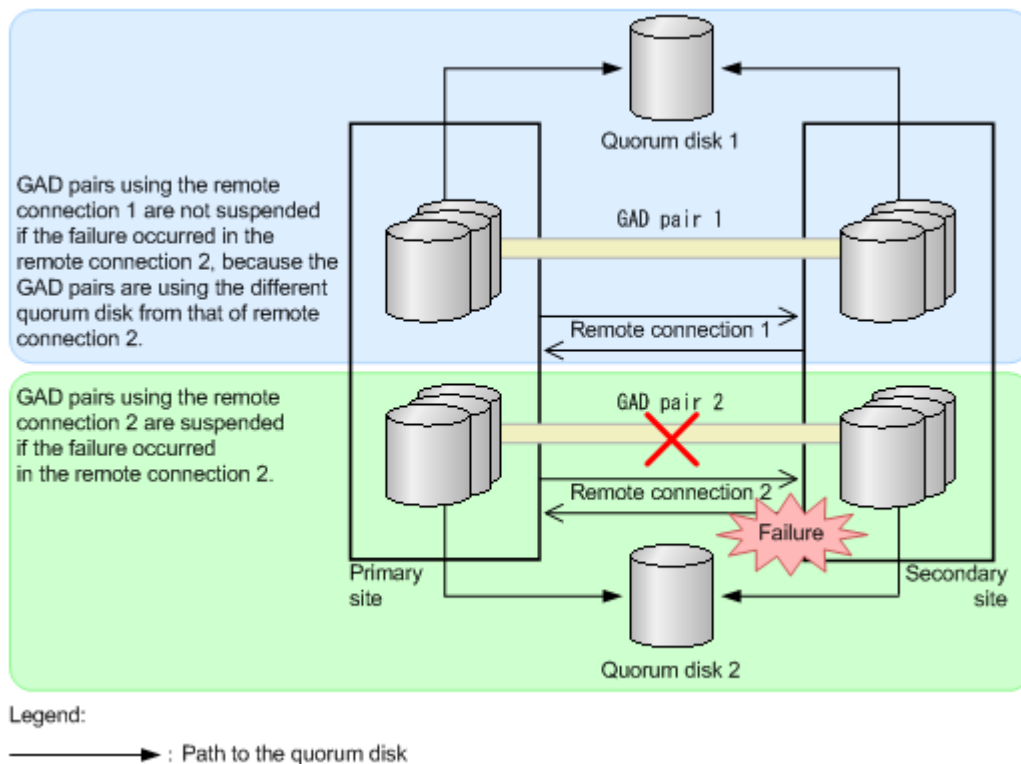 Quorum disk 1
GAD pairs using the remote
connection 1 are not suspended
if the failure occurred in the
remote connection 2, because the
GAD pairs are using the different
quorum disk from that of remote
connection 2.
GAD pair 1
Remote connection 1
GAD pairs using the remote
connection 2 are suspended
if the failure occurred
in the remote connection 2.
GAD pair 2
Remote connection 2
Failure
Primary
site
Secondary
site
Quorum disk 2
Legend:
: Path to the quorum disk